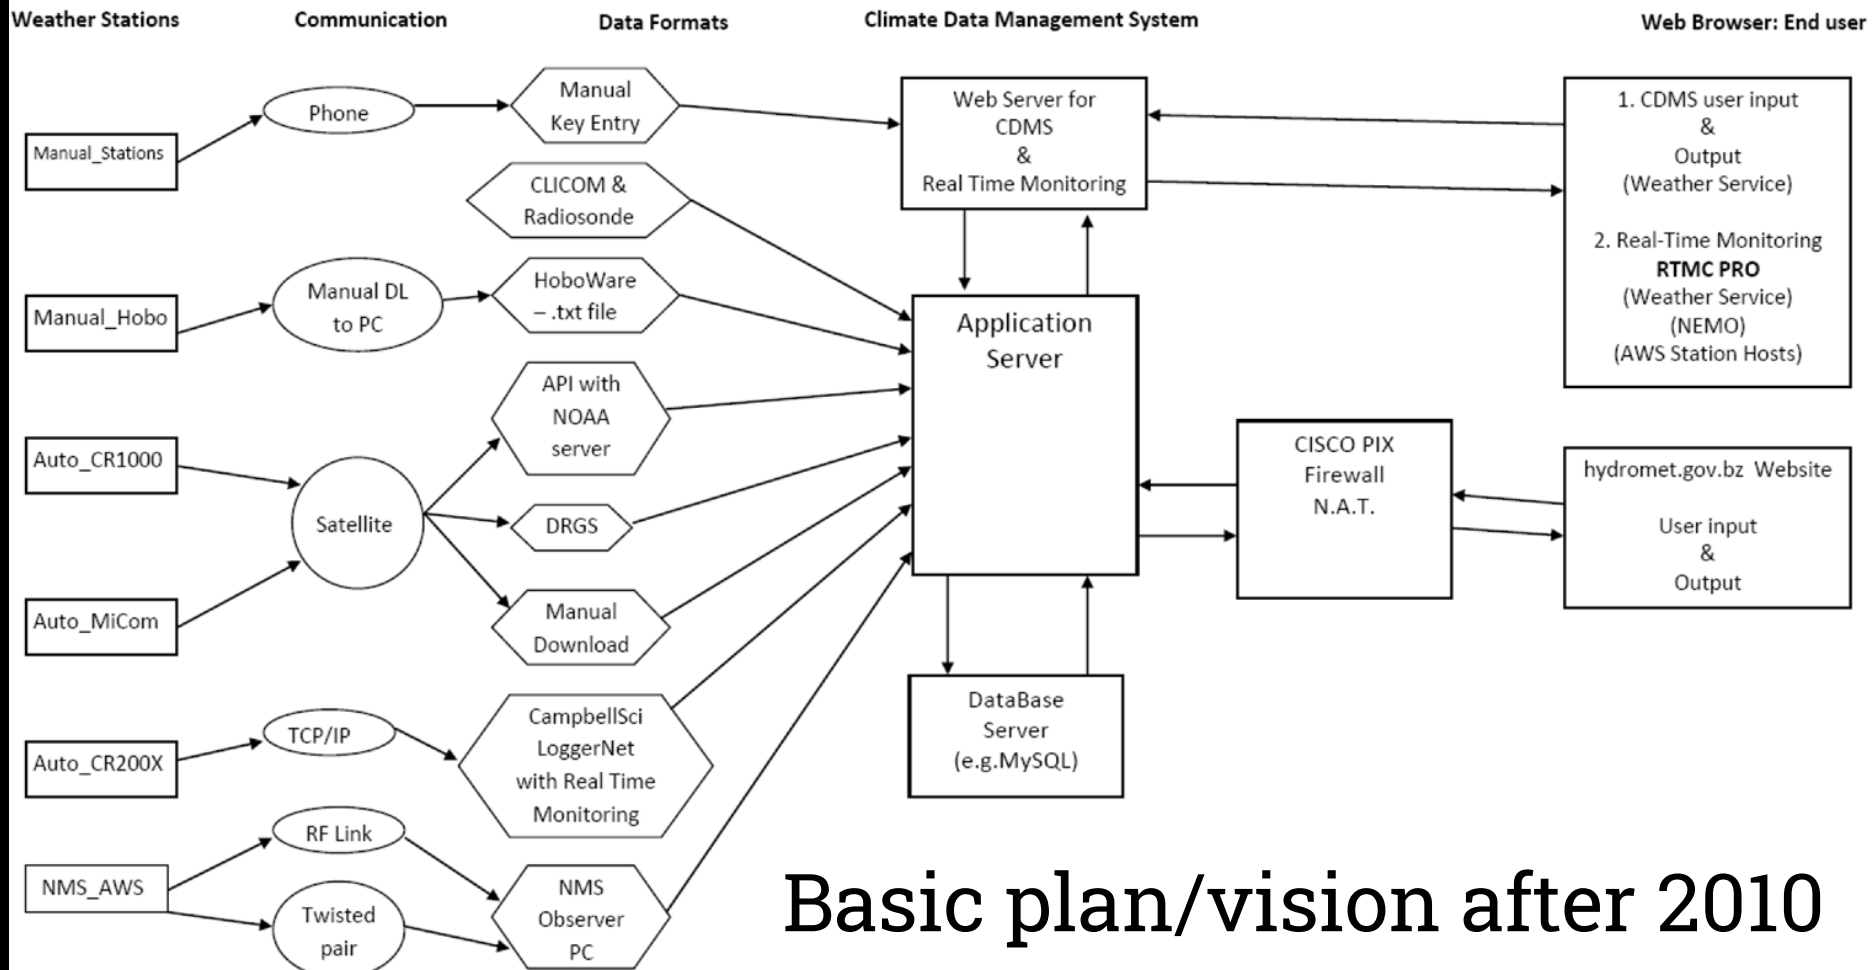 Weather Stations
Communication
Data Formats
Climate Data Management System
Web Browser: End user
Manual_Stations
Phone
Manual
Key Entry
CLICOM &
Radiosonde
Manual_Hobo
Manual DL
to PC
HoboWare
– .txt file
Auto_CR1000
Auto_MiCom
Satellite
API with
NOAA
server
DRGS
Manual
Download
Auto_CR200X
TCP/IP
CampbellSci
LoggerNet
with Real Time
Monitoring
NMS_AWS
RF Link
Twisted
pair
NMS
Observer
PC
Web Server for
CDMS
&
Real Time Monitoring
Application
Server
DataBase
Server
(e.g.MySQL)
CISCO PIX
Firewall
N.A.T.
1. CDMS user input
&
Output
(Weather Service)
2. Real-Time Monitoring
RTMC PRO
(Weather Service)
(NEMO)
(AWS Station Hosts)
hydromet.gov.bz Website
User input
&
Output
Basic plan/vision after 2010